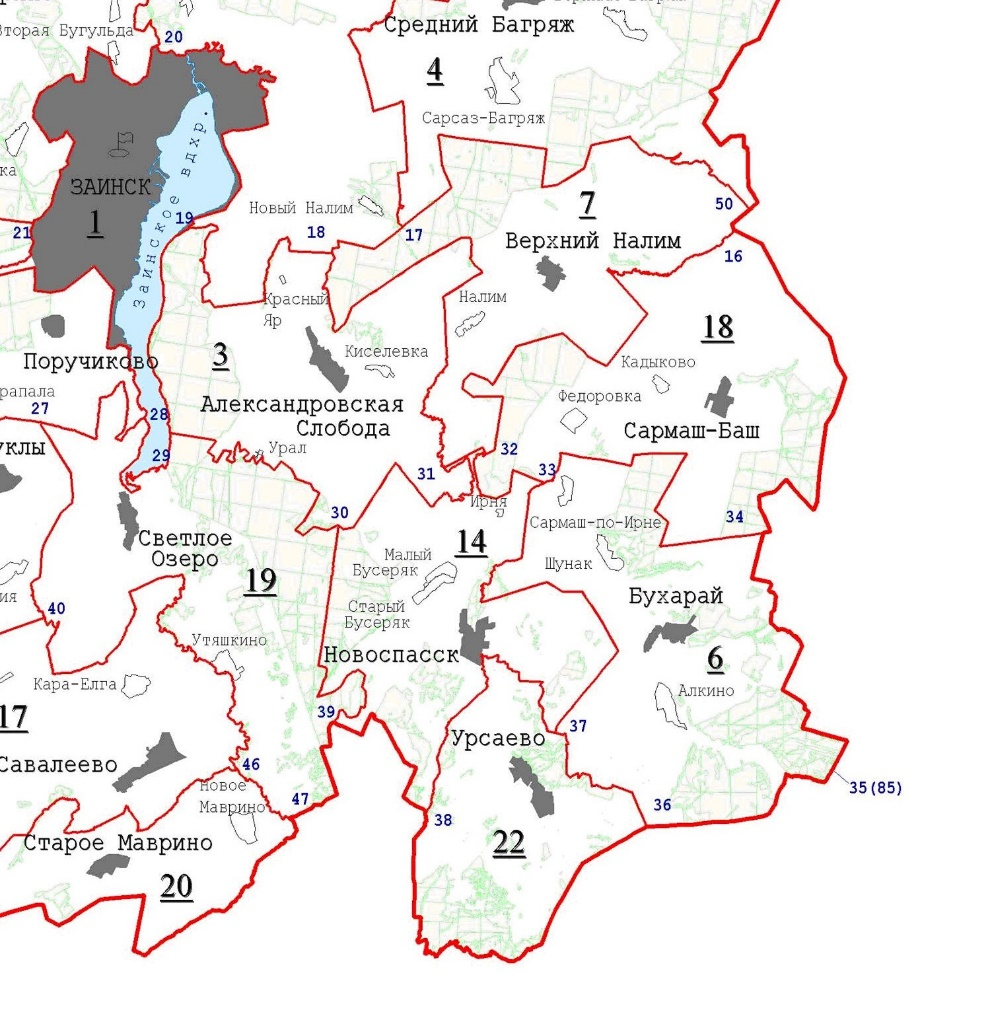 Вторая Бугульда
20
Средний Багряж
4
Сарсаз-Багряж
ка
ЗАИНСК
1
Заинское вдхр.
19
21
Новый Налим
18
17
7
50
Верхний Налим
16
Красный
Яр
Налим
18
Поручиково
3
Киселевка
Кадыково
рапала
27
28
Александровская
Слобода
Федоровка
Сармаш-Баш
уклы
29
Урал
31
32
33
30
Ирня
34
Сармаш-по-Ирне
Светлое
Озеро
14
Малый
Бусеряк
Шунак
19
ия
40
Старый
Бусеряк
Бухарай
Утяшкино
Новоспасск
6
Кара-Елга
Алкино
17
39
37
Урсаево
Савалеево
46
Новое
Маврино
47
35(85)
36
38
Старое Маврино
22
20